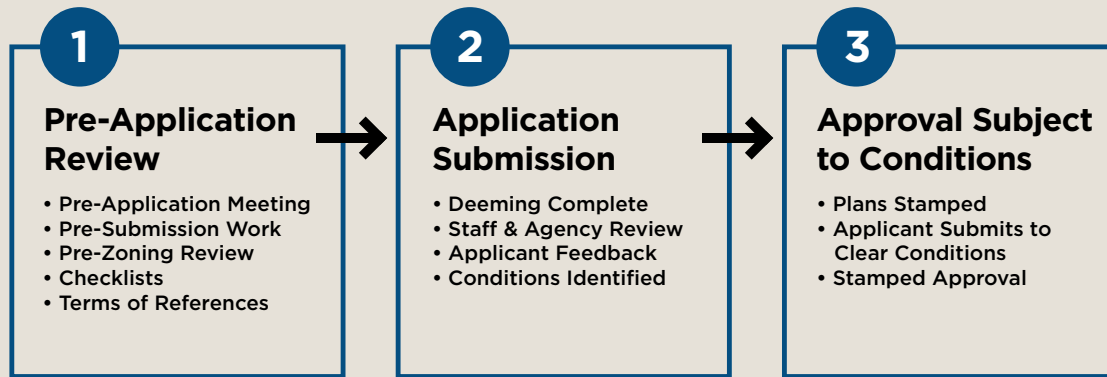 1
Pre-Application
Review
• Pre-Application Meeting
• Pre-Submission Work
• Pre-Zoning Review
• Checklists
• Terms of References
2
Application
Submission
• Deeming Complete
• Staff & Agency Review
• Applicant Feedback
• Conditions Identified
3
Approval Subject
to Conditions
• Plans Stamped
• Applicant Submits to
Clear Conditions
• Stamped Approval